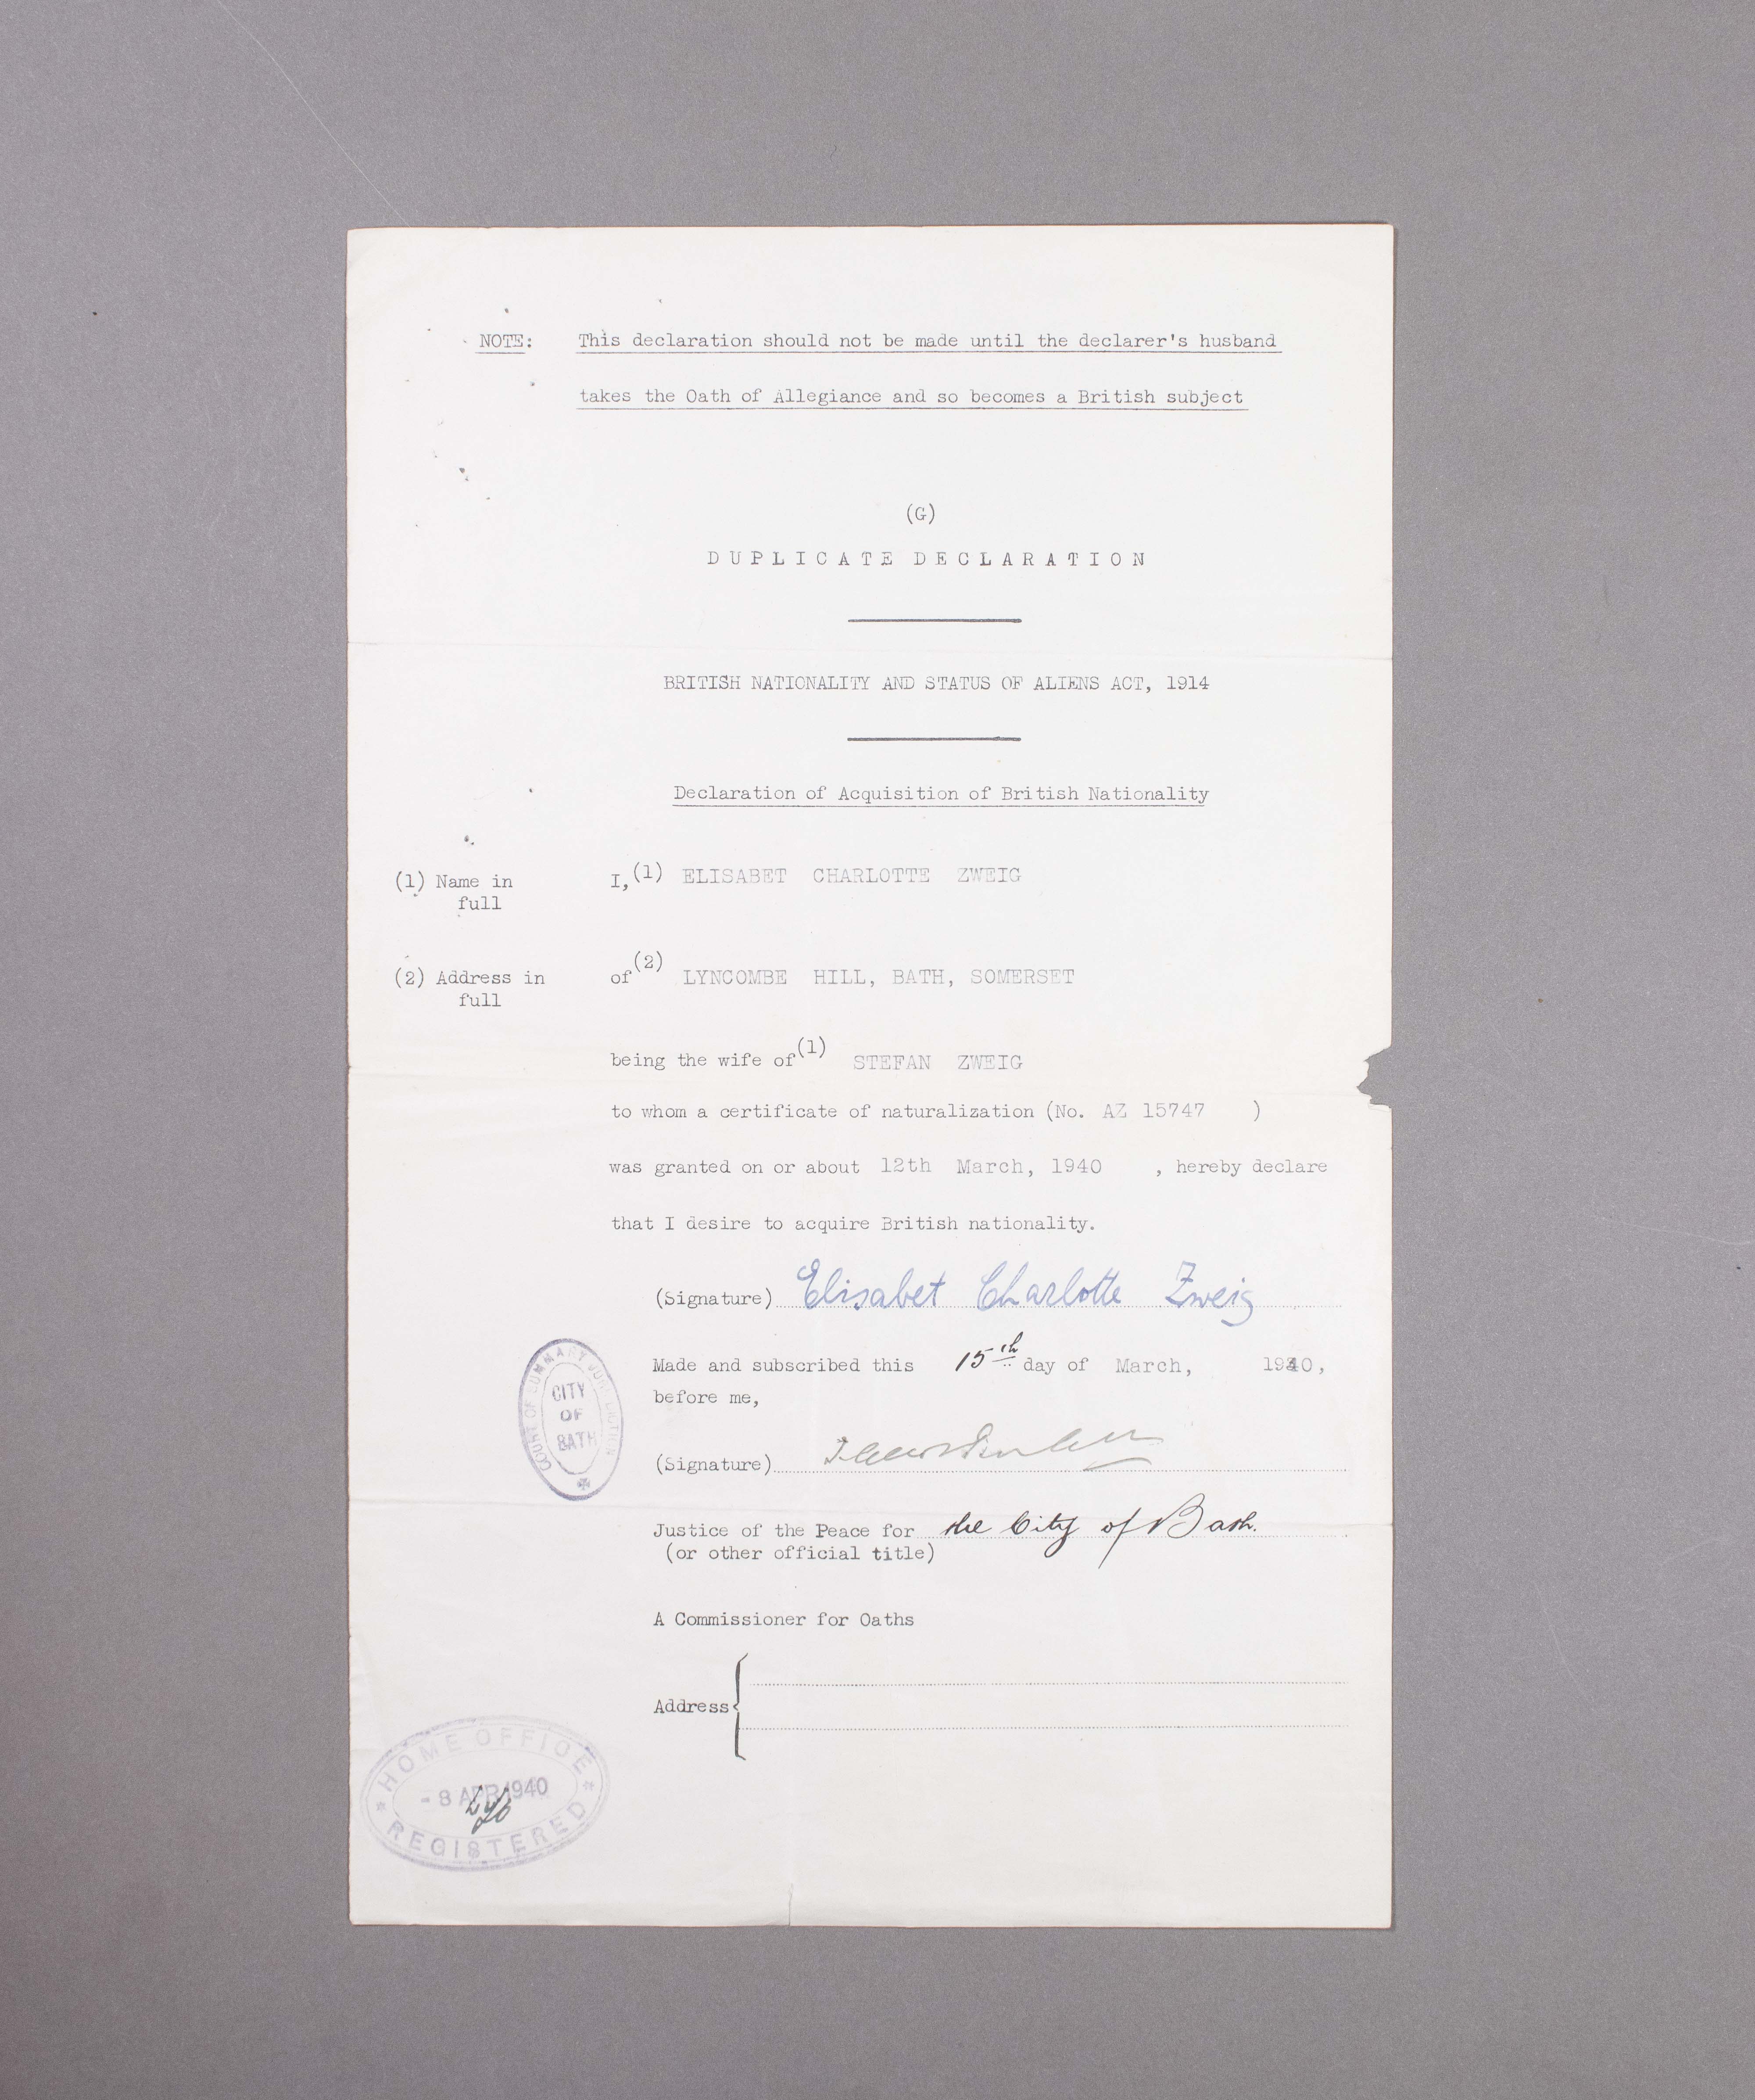 NOTE: This declaration should not be made until the declarer's husband
takes the Oath of Allegiance and so becomes a British subject
(G)
DUPLICATE DECLARATION
BRITISH NATIONALITY AND STATUS OF ALIENS ACT, 1914
Declaration of Acquisition of British Nationality
(1) Name in
full
I,(1) ELISABET CHARLOTTE ZWEIG
(2) Address in
full
of(2) LYNCOMBE HILL, BATH, SOMERSET
being the wife of(1) STEFAN ZWEIG
to whom a certificate of naturalization (No. AZ 15747 )
was granted on or about 12th March, 1940 , hereby declare
that I desire to acquire British nationality.
(Signature) Elisabet Charlotte Zweig
Made and subscribed this 15th day of March, 1940,
before me,
(Signature)
COURT OF SUMMARY JURISDICTION
CITY
OF
BATH
Justice of the Peace for the City of Bath.
(or other official title)
A Commissioner for Oaths
Address
HOME OFFICE
- 8 APR 1940
REGISTERED